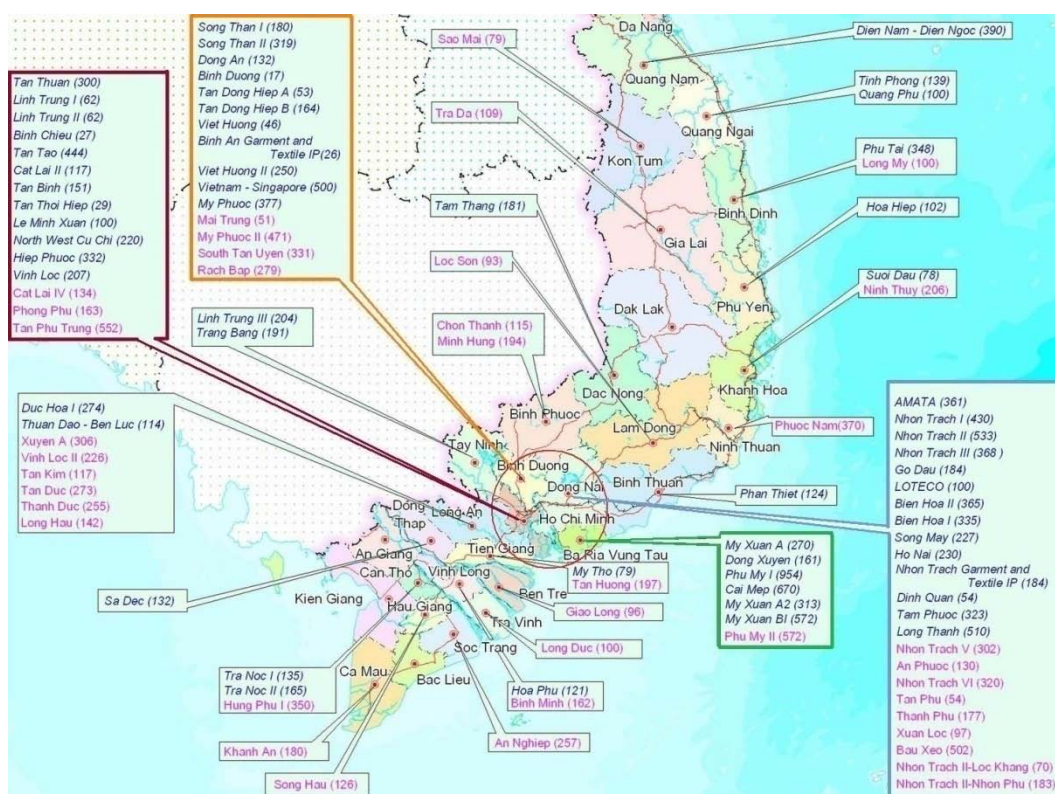 Tan Thuan (300)
Linh Trung I (62)
Linh Trung II (62)
Binh Chieu (27)
Tan Tao (444)
Cat Lai II (117)
Tan Binh (151)
Tan Thoi Hiep (29)
Le Minh Xuan (100)
North West Cu Chi (220)
Hiep Phuoc (332)
Vinh Loc (207)
Cat Lai IV (134)
Phong Phu (163)
Tan Phu Trung (552)
Song Than I (180)
Song Than II (319)
Dong An (132)
Binh Duong (17)
Tan Dong Hiep A (53)
Tan Dong Hiep B (164)
Viet Huong (46)
Binh An Garment and
Textile IP(26)
Viet Huong II (250)
Vietnam - Singapore (500)
My Phuoc (377)
Mai Trung (51)
My Phuoc II (471)
South Tan Uyen (331)
Rach Bap (279)
Sao Mai (79)
Tra Da (109)
Tam Thang (181)
Loc Son (93)
Chon Thanh (115)
Minh Hung (194)
Linh Trung III (204)
Trang Bang (191)
Duc Hoa I (274)
Thuan Dao - Ben Luc (114)
Xuyen A (306)
Vinh Loc II (226)
Tan Kim (117)
Tan Duc (273)
Thanh Duc (255)
Long Hau (142)
Dien Nam - Dien Ngoc (390)
Tinh Phong (139)
Quang Phu (100)
Phu Tai (348)
Long My (100)
Hoa Hiep (102)
Suoi Dau (78)
Ninh Thuy (206)
Phuoc Nam(370)
Phan Thiet (124)
AMATA (361)
Nhon Trach I (430)
Nhon Trach II (533)
Nhon Trach III (368 )
Go Dau (184)
LOTECO (100)
Bien Hoa II (365)
Bien Hoa I (335)
Song May (227)
Ho Nai (230)
Nhon Trach Garment and
Textile IP (184)
Dinh Quan (54)
Tam Phuoc (323)
Long Thanh (510)
Nhon Trach V (302)
An Phuoc (130)
Nhon Trach VI (320)
Tan Phu (54)
Thanh Phu (177)
Xuan Loc (97)
Bau Xeo (502)
Nhon Trach II-Loc Khang (70)
Nhon Trach II-Nhon Phu (183)
My Xuan A (270)
Dong Xuyen (161)
Phu My I (954)
Cai Mep (670)
My Xuan A2 (313)
My Xuan BI (572)
Phu My II (572)
My Tho (79)
Tan Huong (197)
Giao Long (96)
Long Duc (100)
Hoa Phu (121)
Binh Minh (162)
An Nghiep (257)
Sa Dec (132)
Tra Noc I (135)
Tra Noc II (165)
Hung Phu I (350)
Khanh An (180)
Song Hau (126)
Da Nang
Quang Nam
Quang Ngai
Kon Tum
Binh Dinh
Gia Lai
Phu Yen
Dak Lak
Khanh Hoa
Dac Nong
Lam Dong
Ninh Thuan
Binh Phuoc
Tay Ninh
Binh Duong
Dong Nai
Binh Thuan
Ho Chi Minh
Ba Ria Vung Tau
Long An
Dong
Thap
Tien Giang
An Giang
Can Tho
Vinh Long
Ben Tre
Kien Giang
Hau Giang
Tra Vinh
Soc Trang
Ca Mau
Bac Lieu